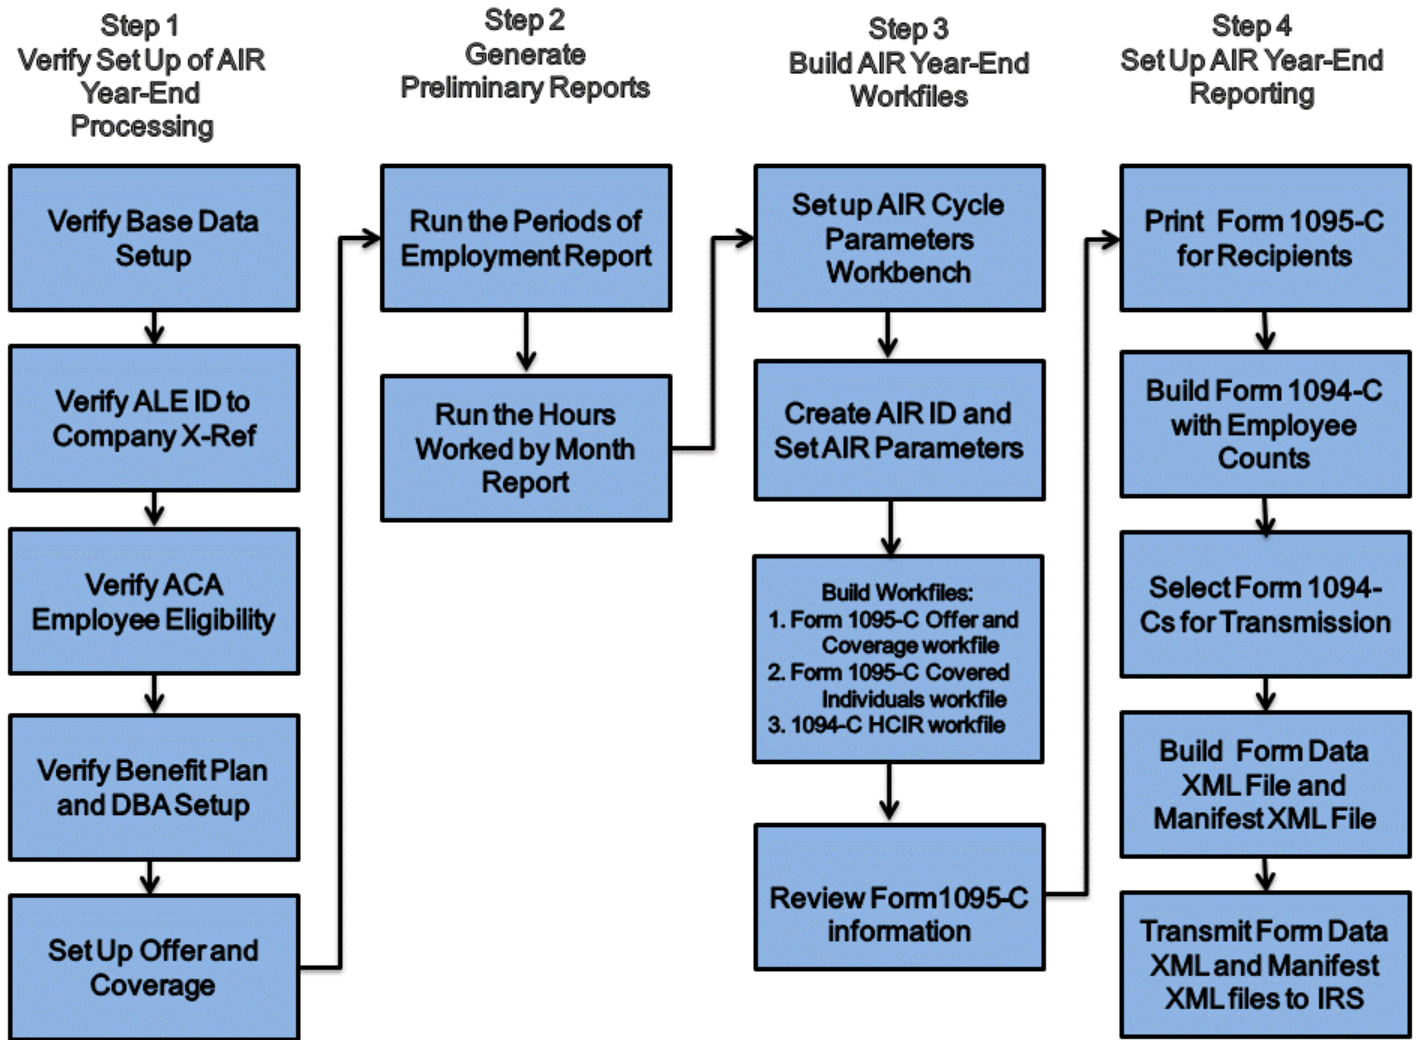 Step 1
Verify Set Up of AIR
Year-End
Processing
Verify Base Data
Setup
Verify ALE ID to
Company X-Ref
Verify ACA
Employee Eligibility
Verify Benefit Plan
and DBA Setup
Set Up Offer and
Coverage
Step 2
Generate
Preliminary Reports
Run the Periods of
Employment Report
Run the Hours
Worked by Month
Report
Step 3
Build AIR Year-End
Workfiles
Set up AIR Cycle
Parameters
Workbench
Create AIR ID and
Set AIR Parameters
Build Workfiles:
1. Form 1095-C Offer and
Coverage workfile
2. Form 1095-C Covered
Individuals workfile
3. 1094-C HCIR workfile
Review Form1095-C
information
Step 4
Set Up AIR Year-End
Reporting
Print Form 1095-C
for Recipients
Build Form 1094-C
with Employee
Counts
Select Form 1094-
Cs for Transmission
Build Form Data
XML File and
Manifest XML File
Transmit Form Data
XML and Manifest
XML files to IRS